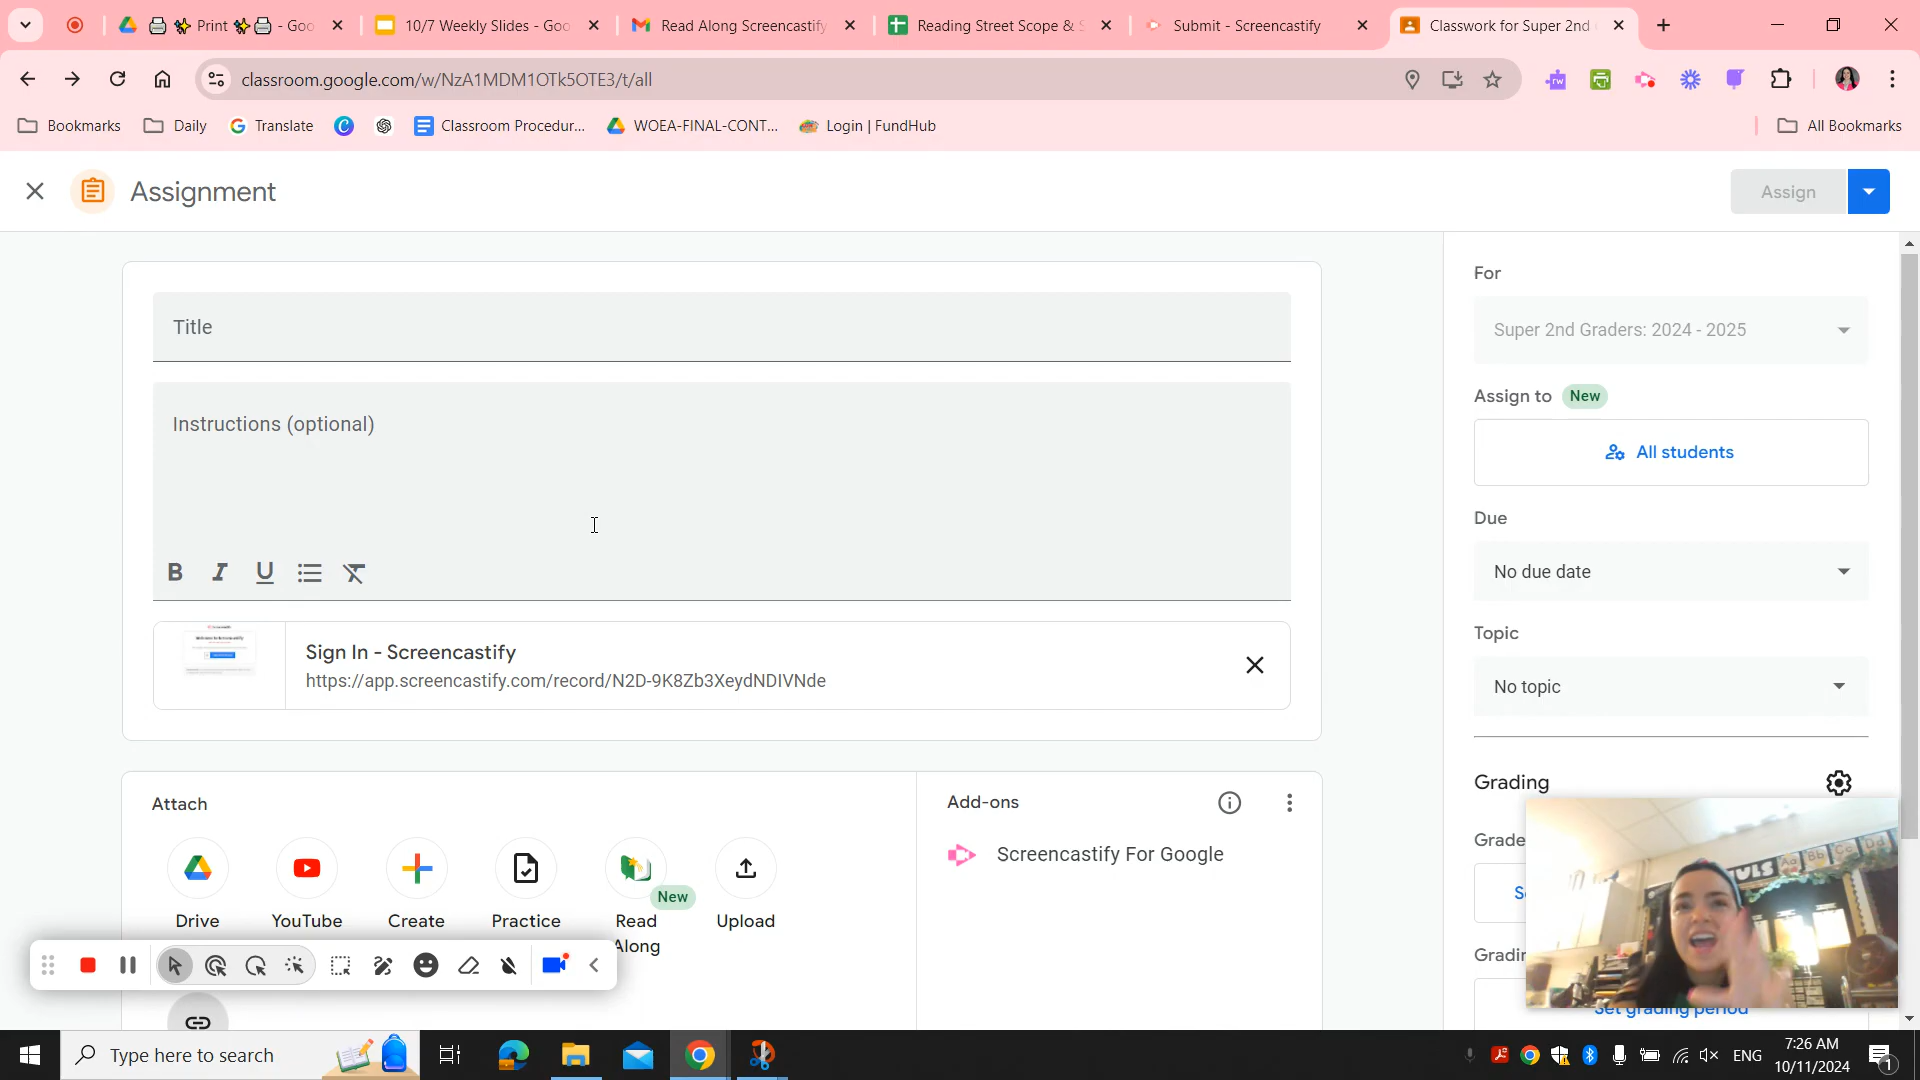 Print - Goo
10/7 Weekly Slides - Goo
Read Along Screencastify
Reading Street Scope & S
Submit - Screencastify
Classwork for Super 2nd
classroom.google.com/w/NzA1MDM1OTk5OTE3/t/all
Bookmarks
Daily
Translate
Classroom Procedur...
WOEA-FINAL-CONT...
Login | FundHub
All Bookmarks
Assignment
Assign
Title
Instructions (optional)
B I U
Sign In - Screencastify
https://app.screencastify.com/record/N2D-9K8Zb3XeydNDIVNde
For
Super 2nd Graders: 2024 - 2025
Assign to New
All students
Due
No due date
Topic
No topic
Grading
Grade
Gradin
Set grading period
Attach
Drive
YouTube
Create
Practice
Read
Along
New
Upload
Add-ons
Screencastify For Google
Type here to search
ENG
7:26 AM
10/11/2024
1